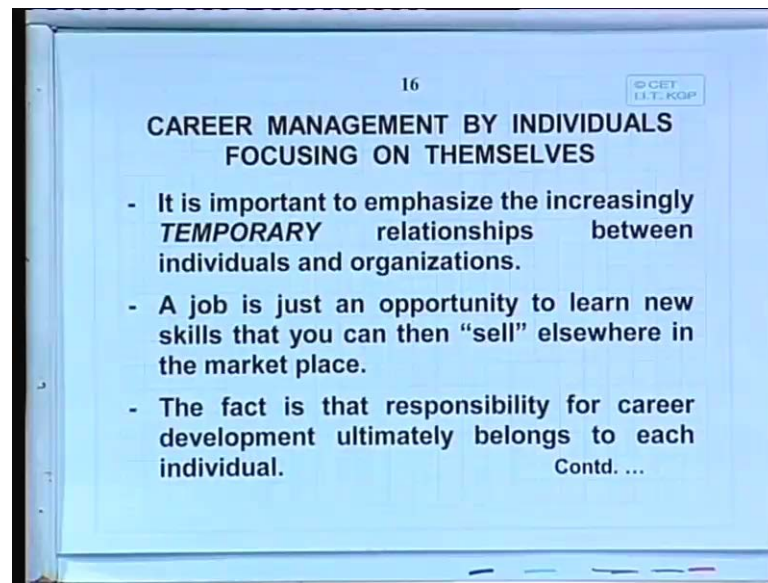 16
© CET
I.I.T. KGP
CAREER MANAGEMENT BY INDIVIDUALS
FOCUSING ON THEMSELVES
- It is important to emphasize the increasingly
TEMPORARY relationships between
individuals and organizations.
- A job is just an opportunity to learn new
skills that you can then “sell” elsewhere in
the market place.
- The fact is that responsibility for career
development ultimately belongs to each
individual. Contd. ...